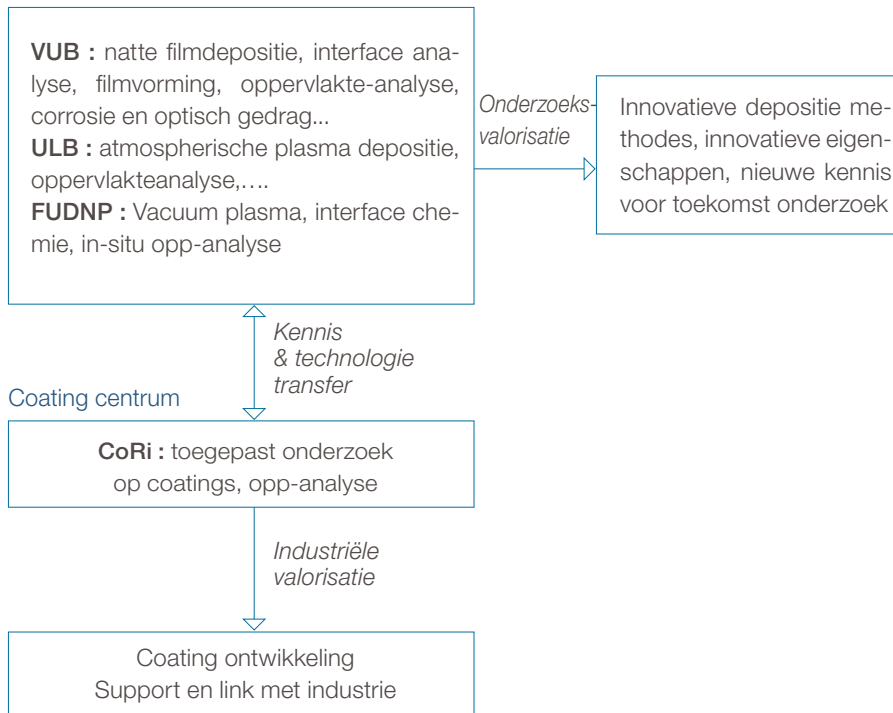 VUB : natte filmdepositie, interface ana-
lyse, filmvorming, oppervlakte-analyse,
corrosie en optisch gedrag...
ULB : atmospherische plasma depositie,
oppervlakteanalyse,….
FUDNP : Vacuum plasma, interface che-
mie, in-situ opp-analyse
Onderzoeks-
valorisatie
Innovatieve depositie me-
thodes, innovatieve eigen-
schappen, nieuwe kennis
voor toekomst onderzoek
Kennis
& technologie
transfer
Coating centrum
CoRi : toegepast onderzoek
op coatings, opp-analyse
Industriële
valorisatie
Coating ontwikkeling
Support en link met industrie